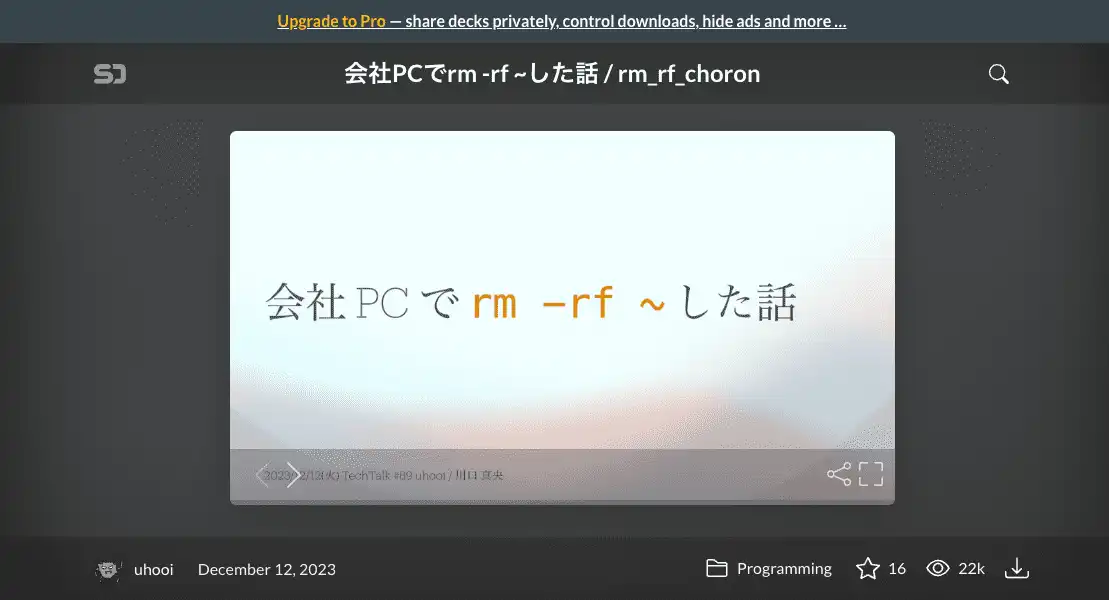 Upgrade to Pro — share decks privately, control downloads, hide ads and more …
会社PCでrm -rf ~した話 / rm_rf_choron
会社 PC で rm -rf ~ した話
2023/12/12(火) TechTalk #89 uhooi / 川口 真央
uhooi
December 12, 2023
Programming
16
22k